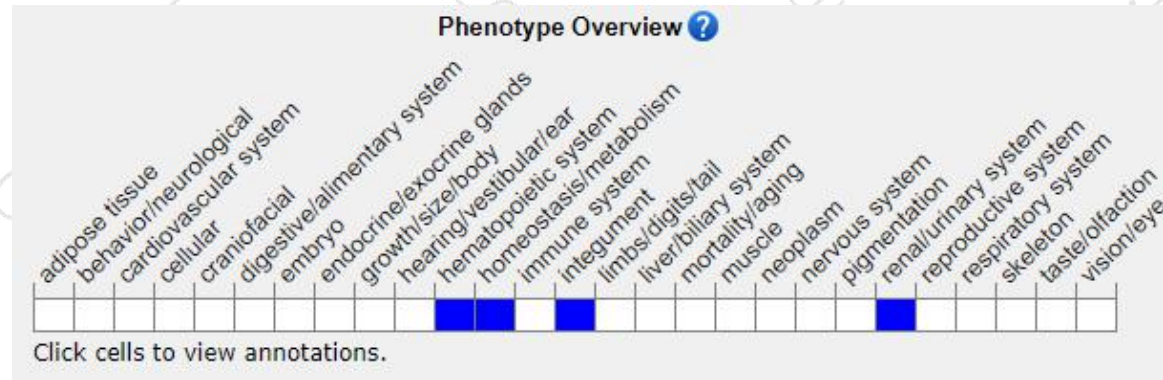 Phenotype Overview ?
adipose tissue
behavior/neurological
cardiovascular system
cellular
craniofacial
digestive/alimentary system
embryo
endocrine/exocrine glands
growth/size/body
hearing/vestibular/ear
hematopoietic system
homeostasis/metabolism
immune system
integument
limbs/digits/tail
liver/biliary system
mortality/aging
muscle
neoplasm
nervous system
pigmentation
renal/urinary system
reproductive system
respiratory system
skeleton
taste/olfaction
vision/eye
Click cells to view annotations.